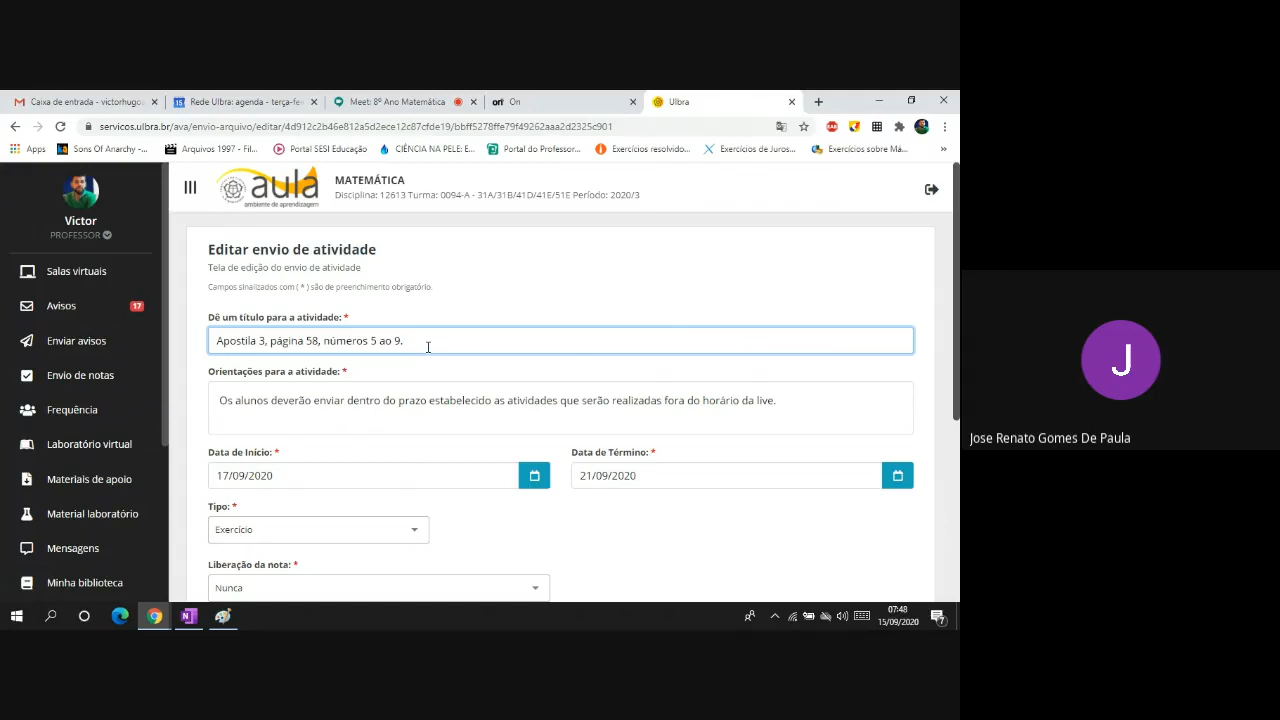 Caixa de entrada - victorhugo
Rede Ulbra: agenda - terça-fei
Meet: 8º Ano Matemática
On
Ulbra
servicos.ulbra.br/ava/envio-arquivo/editar/4d912c2b46e812a5d2ece12c87cfde19/bbff5278ffe79f49262aaa2d2325c901
Apps
Sons Of Anarchy -...
Arquivos 1997 - Fil...
Portal SESI Educação
CIÊNCIA NA PELE: E...
Portal do Professor...
Exercícios resolvido...
Exercícios de Juros...
Exercícios sobre Má...
»
Victor
PROFESSOR
Salas virtuais
Avisos
17
Enviar avisos
Envio de notas
Frequência
Laboratório virtual
Materiais de apoio
Material laboratório
Mensagens
Minha biblioteca
aula
ambiente de aprendizagem
MATEMÁTICA
Disciplina: 12613 Turma: 0094-A - 31A/31B/41D/41E/51E Período: 2020/3
Editar envio de atividade
Tela de edição do envio de atividade
Campos sinalizados com ( * ) são de preenchimento obrigatório.
Dê um título para a atividade: *
Apostila 3, página 58, números 5 ao 9.
Orientações para a atividade: *
Os alunos deverão enviar dentro do prazo estabelecido as atividades que serão realizadas fora do horário da live.
Data de Início: *
Data de Término: *
17/09/2020
21/09/2020
Tipo: *
Exercício
Liberação da nota: *
Nunca
07:48
15/09/2020
7
J
Jose Renato Gomes De Paula